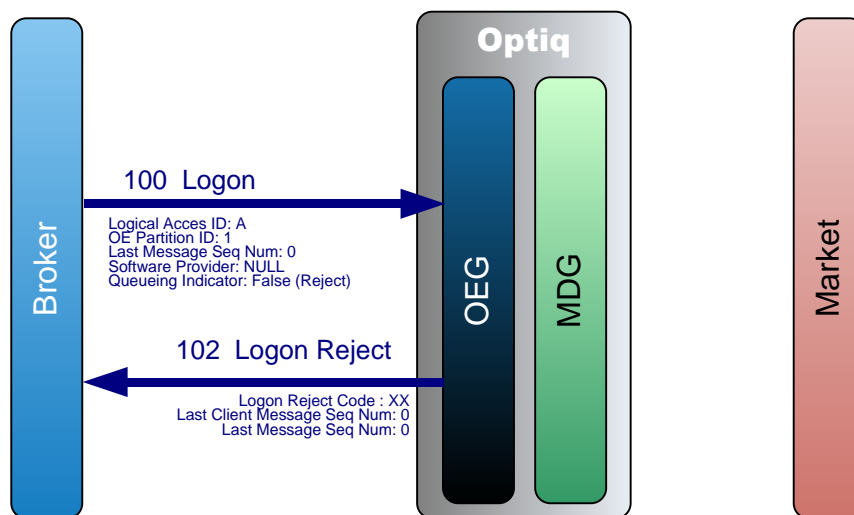 Optiq
Broker
100 Logon
Logical Acces ID: A
OE Partition ID: 1
Last Message Seq Num: 0
Software Provider: NULL
Queueing Indicator: False (Reject)
102 Logon Reject
Logon Reject Code : XX
Last Client Message Seq Num: 0
Last Message Seq Num: 0
OEG
MDG
Market